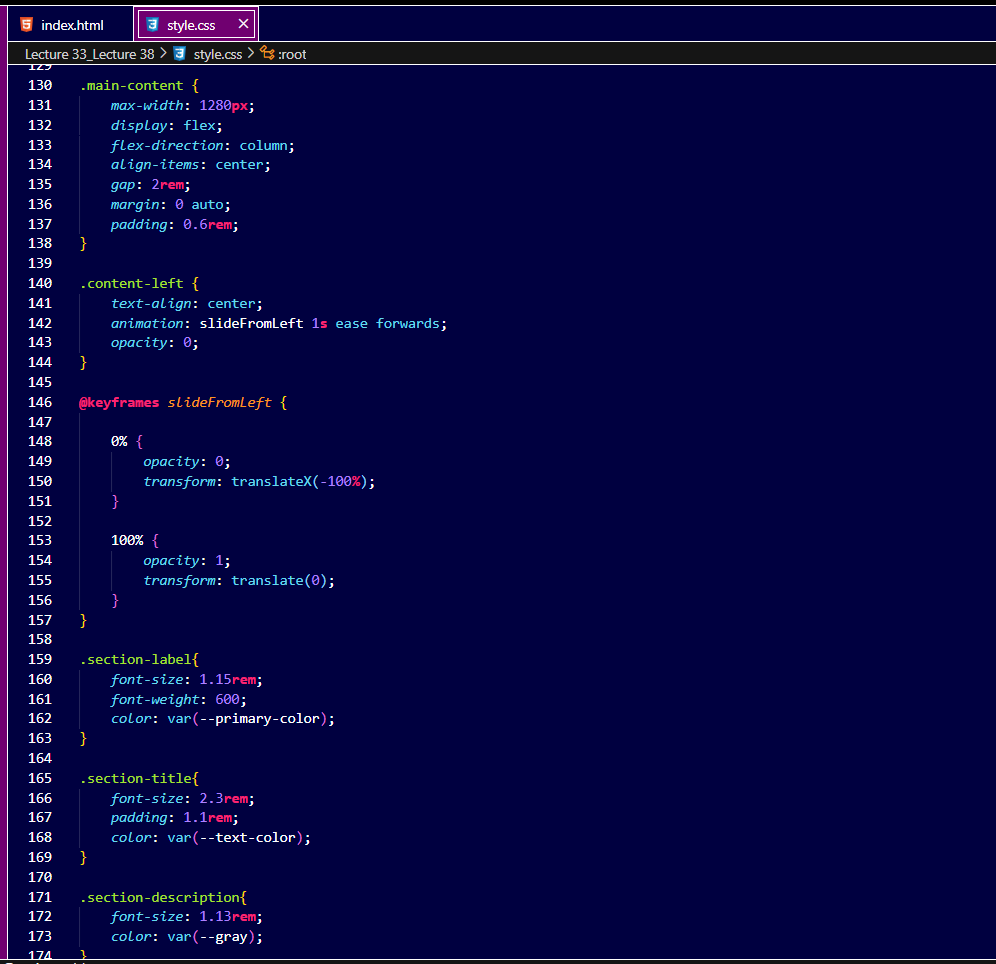 index.html
style.css
Lecture 33_Lecture 38 > style.css > :root
129
130 .main-content {
131 max-width: 1280px;
132 display: flex;
133 flex-direction: column;
134 align-items: center;
135 gap: 2rem;
136 margin: 0 auto;
137 padding: 0.6rem;
138 }
139
140 .content-left {
141 text-align: center;
142 animation: slideFromLeft 1s ease forwards;
143 opacity: 0;
144 }
145
146 @keyframes slideFromLeft {
147
148 0% {
149 opacity: 0;
150 transform: translateX(-100%);
151 }
152
153 100% {
154 opacity: 1;
155 transform: translate(0);
156 }
157 }
158
159 .section-label{
160 font-size: 1.15rem;
161 font-weight: 600;
162 color: var(--primary-color);
163 }
164
165 .section-title{
166 font-size: 2.3rem;
167 padding: 1.1rem;
168 color: var(--text-color);
169 }
170
171 .section-description{
172 font-size: 1.13rem;
173 color: var(--gray);
174 }